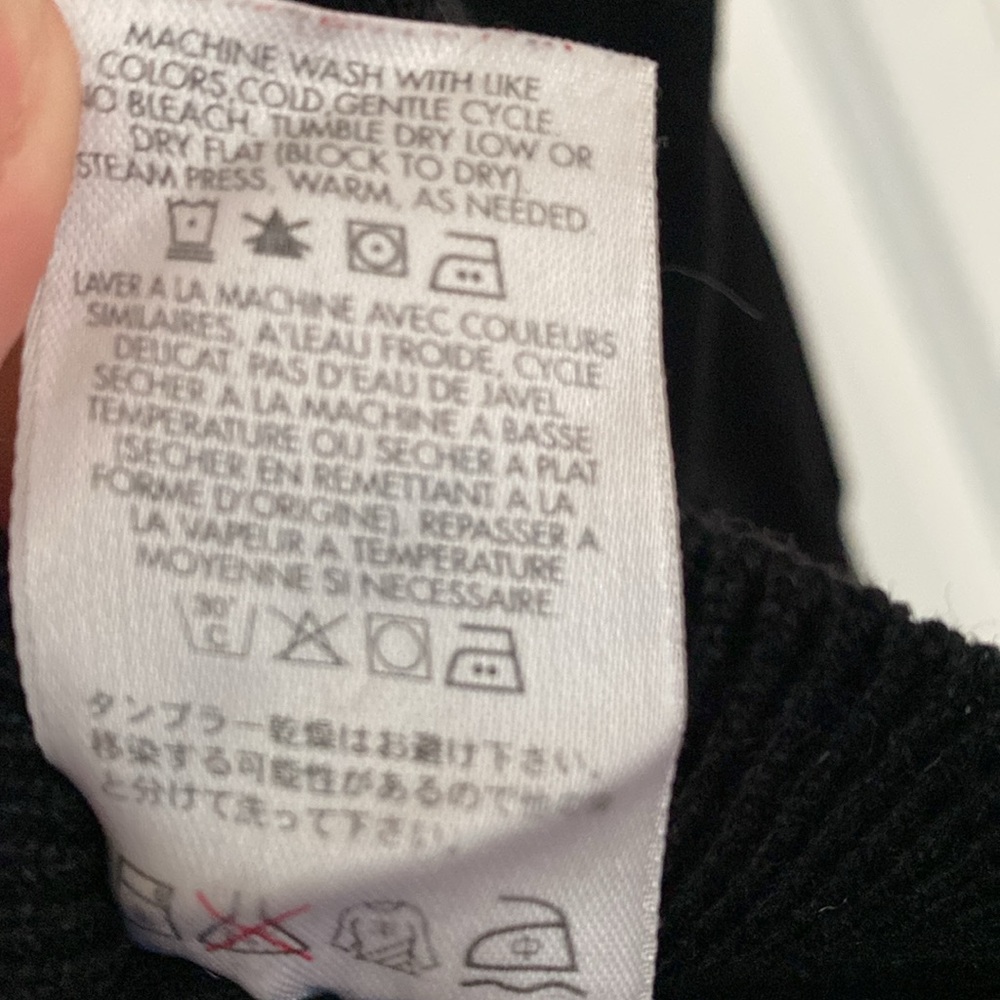 MACHINE WASH WITH LIKE
COLORS, COLD, GENTLE CYCLE.
NO BLEACH. TUMBLE DRY LOW OR
DRY FLAT (BLOCK TO DRY).
STEAM PRESS, WARM, AS NEEDED.
LAVER A LA MACHINE AVEC COULEURS
SIMILAIRES, A L'EAU FROIDE, CYCLE
DELICAT. PAS D'EAU DE JAVEL.
SECHER A LA MACHINE A BASSE
TEMPERATURE OU SECHER A PLAT
(SECHER EN REMETTANT A LA
FORME D'ORIGINE). REPASSER A
LA VAPEUR A TEMPERATURE
MOYENNE SI NECESSAIRE.
30°
C
タンブラー乾燥はお避け下さい。
移染する可能性があるので
と分けて洗って下さい。
中